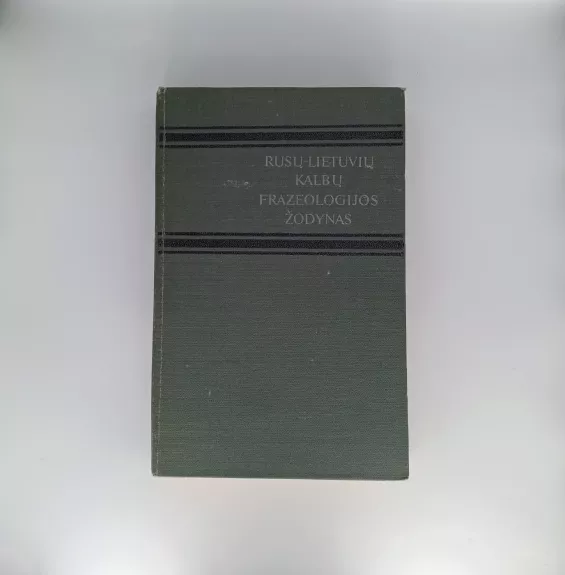 RUSŲ-LIETUVIŲ
KALBŲ
FRAZEOLOGIJOS
ŽODYNAS